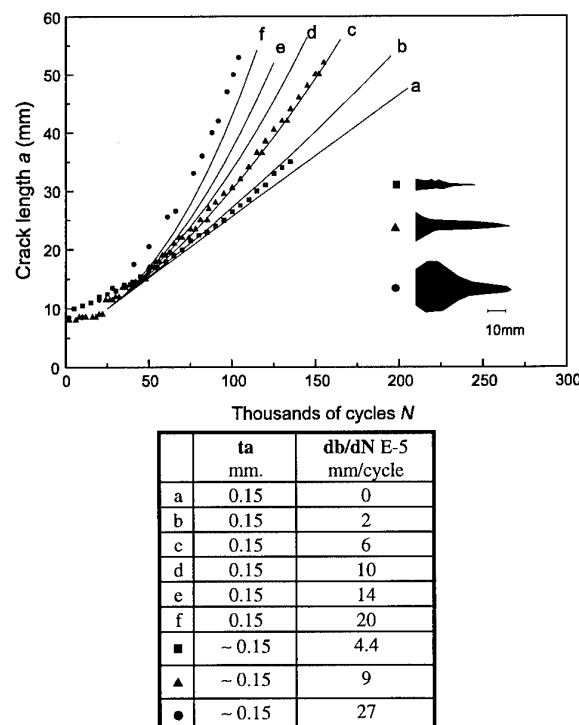 Crack length a (mm)
60
50
40
30
20
10
0
f
e
d
c
b
a
■
▲
●
10mm
0
50
100
150
200
250
300
Thousands of cycles N
ta db/dN E-5
mm. mm/cycle
a 0.15 0
b 0.15 2
c 0.15 6
d 0.15 10
e 0.15 14
f 0.15 20
■ ~ 0.15 4.4
▲ ~ 0.15 9
● ~ 0.15 27